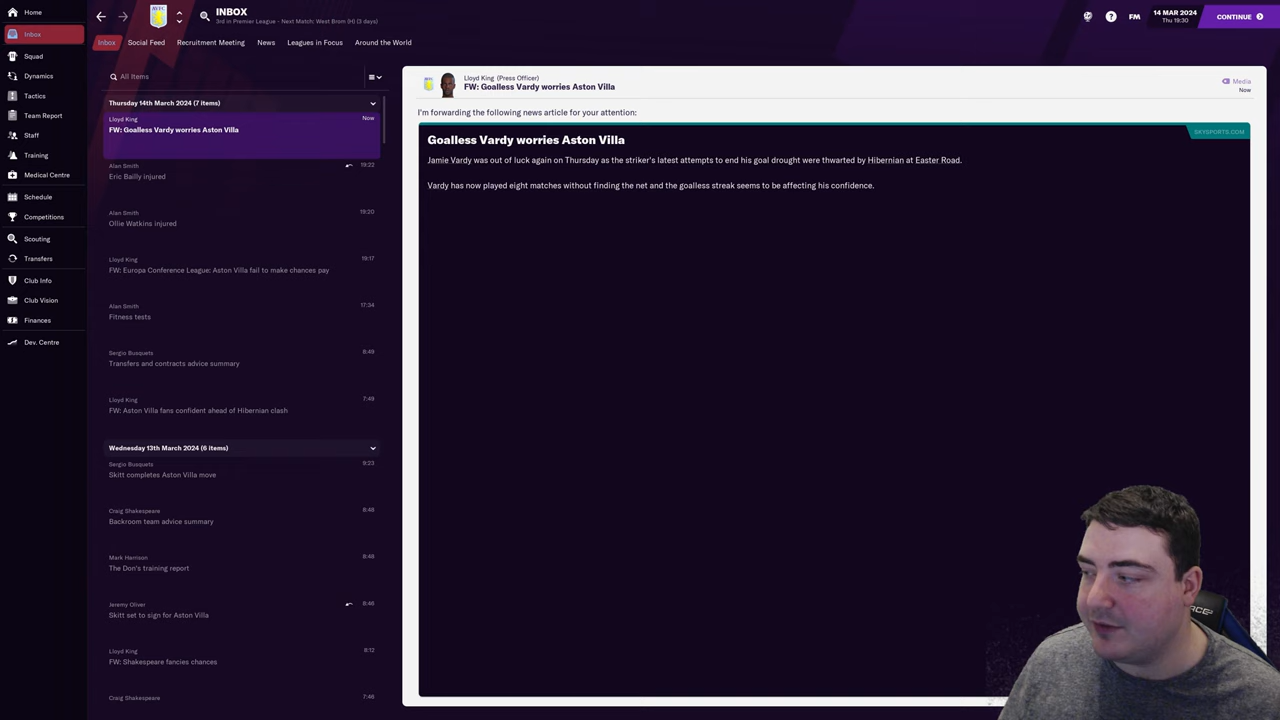 INBOX
3rd in Premier League - Next Match: West Brom (H) (3 days)
FM
14 MAR 2024
Thu 19:30
CONTINUE
Home
Inbox
Squad
Dynamics
Tactics
Team Report
Staff
Training
Medical Centre
Schedule
Competitions
Scouting
Transfers
Club Info
Club Vision
Finances
Dev. Centre
Inbox
Social Feed
Recruitment Meeting
News
Leagues in Focus
Around the World
All Items
Thursday 14th March 2024 (7 items)
Lloyd King Now
FW: Goalless Vardy worries Aston Villa
Alan Smith 19:22
Eric Bailly injured
Alan Smith 19:20
Ollie Watkins injured
Lloyd King 19:17
FW: Europa Conference League: Aston Villa fail to make chances pay
Alan Smith 17:34
Fitness tests
Sergio Busquets 8:49
Transfers and contracts advice summary
Lloyd King 7:49
FW: Aston Villa fans confident ahead of Hibernian clash
Wednesday 13th March 2024 (6 items)
Sergio Busquets 9:23
Skitt completes Aston Villa move
Craig Shakespeare 8:48
Backroom team advice summary
Mark Harrison 8:48
The Don's training report
Jeremy Oliver 8:46
Skitt set to sign for Aston Villa
Lloyd King 8:12
FW: Shakespeare fancies chances
Craig Shakespeare 7:46
Lloyd King (Press Officer)
FW: Goalless Vardy worries Aston Villa
Media
Now
I'm forwarding the following news article for your attention:
SKYSPORTS.COM
Goalless Vardy worries Aston Villa
Jamie Vardy was out of luck again on Thursday as the striker's latest attempts to end his goal drought were thwarted by Hibernian at Easter Road.
Vardy has now played eight matches without finding the net and the goalless streak seems to be affecting his confidence.